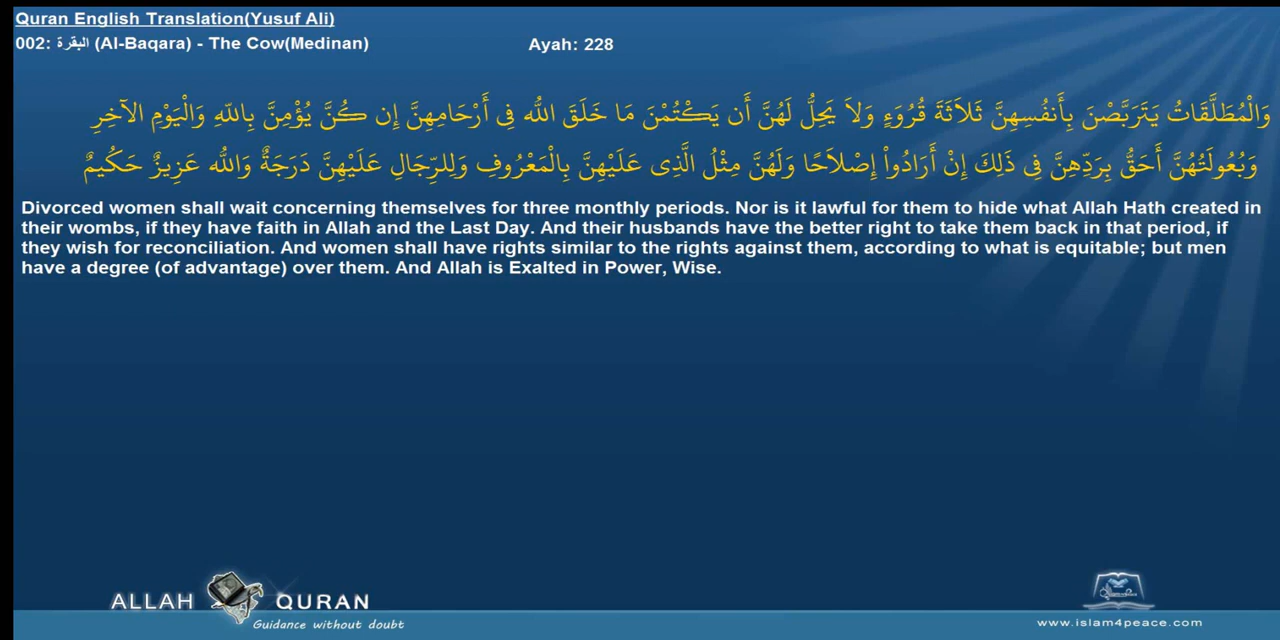 Quran English Translation(Yusuf Ali)
002: البقرة (Al-Baqara) - The Cow(Medinan)
Ayah: 228
وَالْمُطَلَّقَاتُ يَتَرَبَّصْنَ بِأَنفُسِهِنَّ ثَلاَثَةَ قُرُوَءٍ وَلاَ يَحِلُّ لَهُنَّ أَن يَكْتُمْنَ مَا خَلَقَ اللّه فِي أَرْحَامِهِنَّ إِن كُنَّ يُؤْمِنَّ بِاللّهِ وَالْيَوْمِ الآخِرِ
وَبُعُولَتُهُنَّ أَحَقُّ بِرَدِّهِنَّ فِي ذَلِكَ إِنْ أَرَادُواْ إِصْلاَحًا وَلَهُنَّ مِثْلُ الَّذِي عَلَيْهِنَّ بِالْمَعْرُوفِ وَلِلرِّجَالِ عَلَيْهِنَّ دَرَجَةٌ وَاللّه عَزِيزٌ حَكُيمٌ
Divorced women shall wait concerning themselves for three monthly periods. Nor is it lawful for them to hide what Allah Hath created in
their wombs, if they have faith in Allah and the Last Day. And their husbands have the better right to take them back in that period, if
they wish for reconciliation. And women shall have rights similar to the rights against them, according to what is equitable; but men
have a degree (of advantage) over them. And Allah is Exalted in Power, Wise.
ALLAH QURAN
Guidance without doubt
www.islam4peace.com